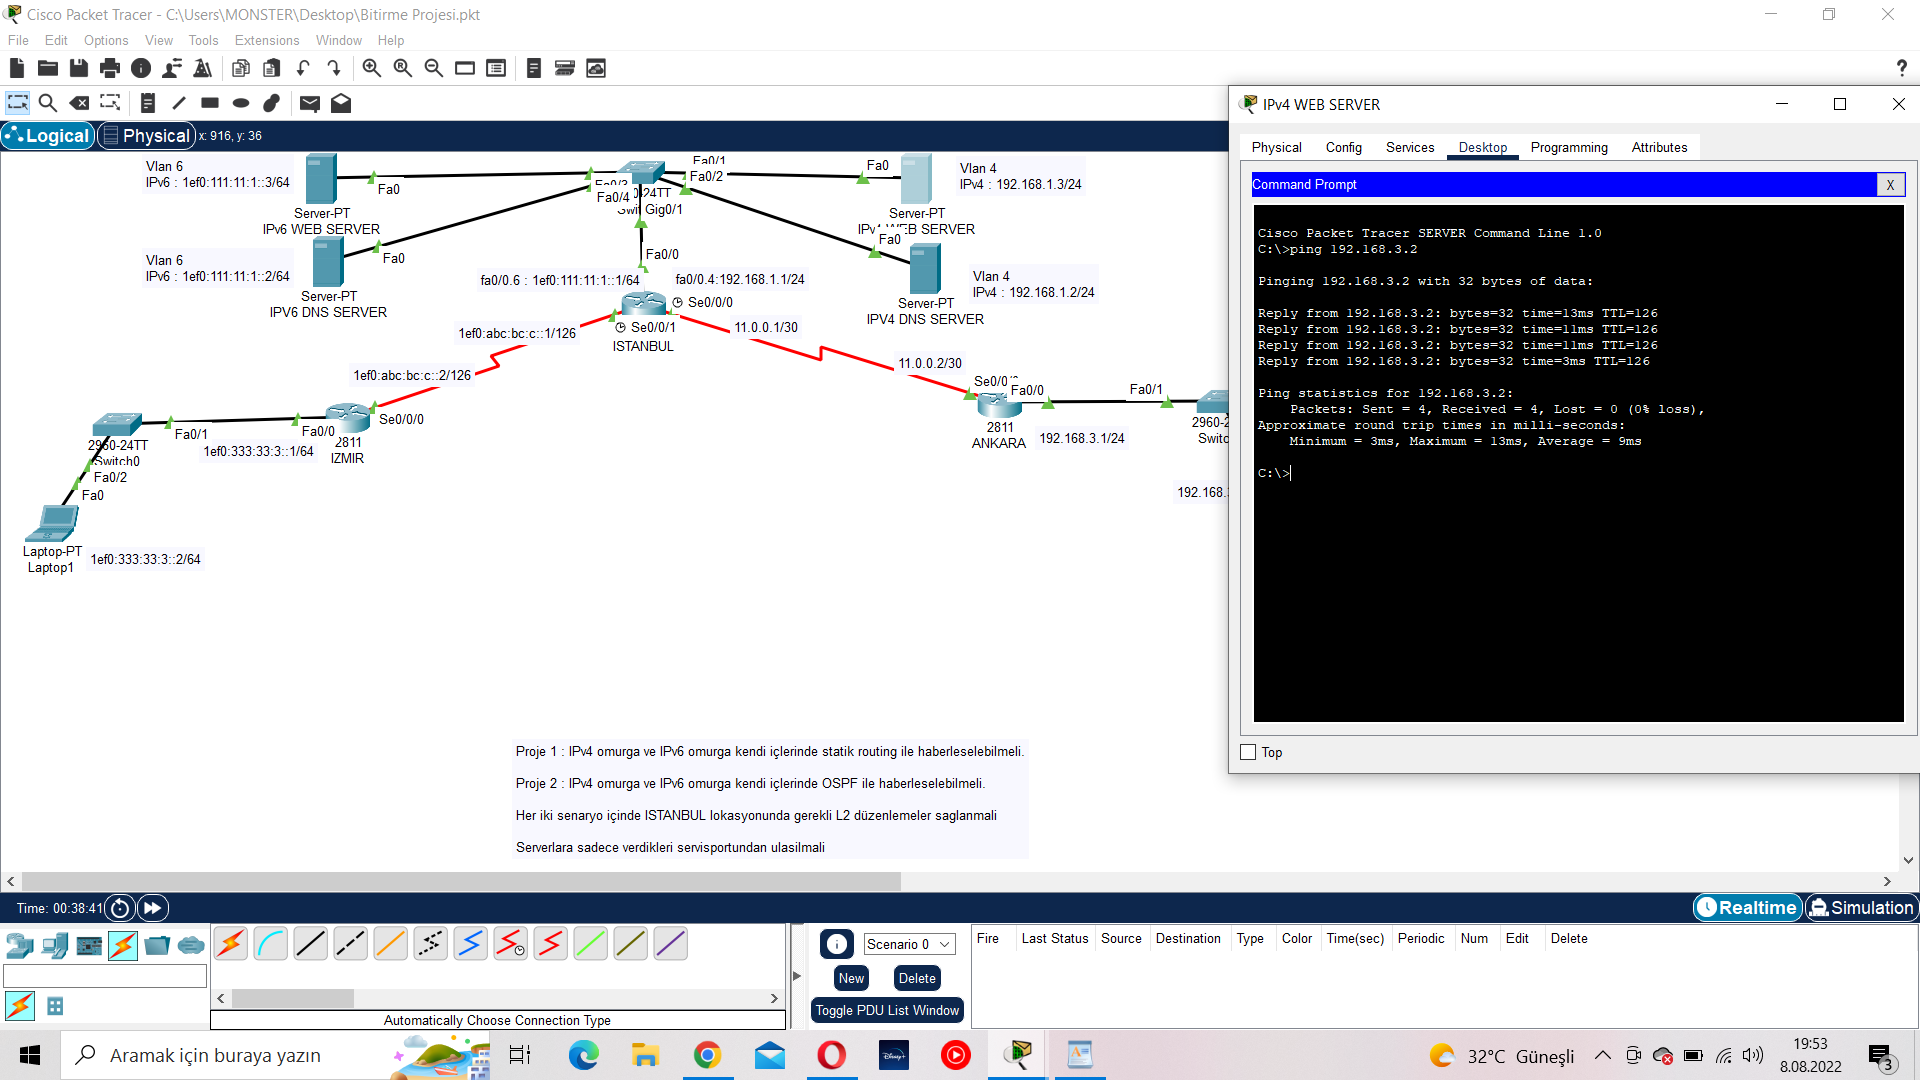 Cisco Packet Tracer - C:\Users\MONSTER\Desktop\Bitirme Projesi.pkt
File Edit Options View Tools Extensions Window Help
Logical Physical x: 916, y: 36
Vlan 6
IPv6 : 1ef0:111:11:1::3/64
Fa0
Server-PT
IPv6 WEB SERVER
Vlan 6
IPv6 : 1ef0:111:11:1::2/64
Fa0
Server-PT
IPV6 DNS SERVER
Fa0/1
Fa0/2
Fa0/4
Gig0/1
Fa0
Vlan 4
IPv4 : 192.168.1.3/24
Server-PT
WEB SERVER
Fa0
Vlan 4
IPv4 : 192.168.1.2/24
Server-PT
IPV4 DNS SERVER
Fa0/0
fa0/0.6 : 1ef0:111:11:1::1/64
fa0/0.4:192.168.1.1/24
Se0/0/0
Se0/0/1
ISTANBUL
1ef0:abc:bc:c::1/126
11.0.0.1/30
1ef0:abc:bc:c::2/126
11.0.0.2/30
Fa0/0
Fa0/1
2811
ANKARA
192.168.3.1/24
2960-24TT
Switch0
Fa0/1
Fa0/0
Se0/0/0
2811
IZMIR
1ef0:333:33:3::1/64
Fa0/2
Fa0
Laptop-PT
Laptop1
1ef0:333:33:3::2/64
Proje 1 : IPv4 omurga ve IPv6 omurga kendi içlerinde statik routing ile haberleselebilmeli.
Proje 2 : IPv4 omurga ve IPv6 omurga kendi içlerinde OSPF ile haberleselebilmeli.
Her iki senaryo içinde ISTANBUL lokasyonunda gerekli L2 düzenlemeler saglanmali
Serverlara sadece verdikleri servisportundan ulasilmali
IPv4 WEB SERVER
Physical Config Services Desktop Programming Attributes
Command Prompt X
Cisco Packet Tracer SERVER Command Line 1.0
C:\>ping 192.168.3.2
Pinging 192.168.3.2 with 32 bytes of data:
Reply from 192.168.3.2: bytes=32 time=13ms TTL=126
Reply from 192.168.3.2: bytes=32 time=11ms TTL=126
Reply from 192.168.3.2: bytes=32 time=11ms TTL=126
Reply from 192.168.3.2: bytes=32 time=3ms TTL=126
Ping statistics for 192.168.3.2:
Packets: Sent = 4, Received = 4, Lost = 0 (0% loss),
Approximate round trip times in milli-seconds:
Minimum = 3ms, Maximum = 13ms, Average = 9ms
C:\>
Top
Time: 00:38:41
Realtime Simulation
Scenario 0
New Delete
Toggle PDU List Window
Fire Last Status Source Destination Type Color Time(sec) Periodic Num Edit Delete
Automatically Choose Connection Type
Aramak için buraya yazın
Disney+
32°C Güneşli
19:53
8.08.2022
3